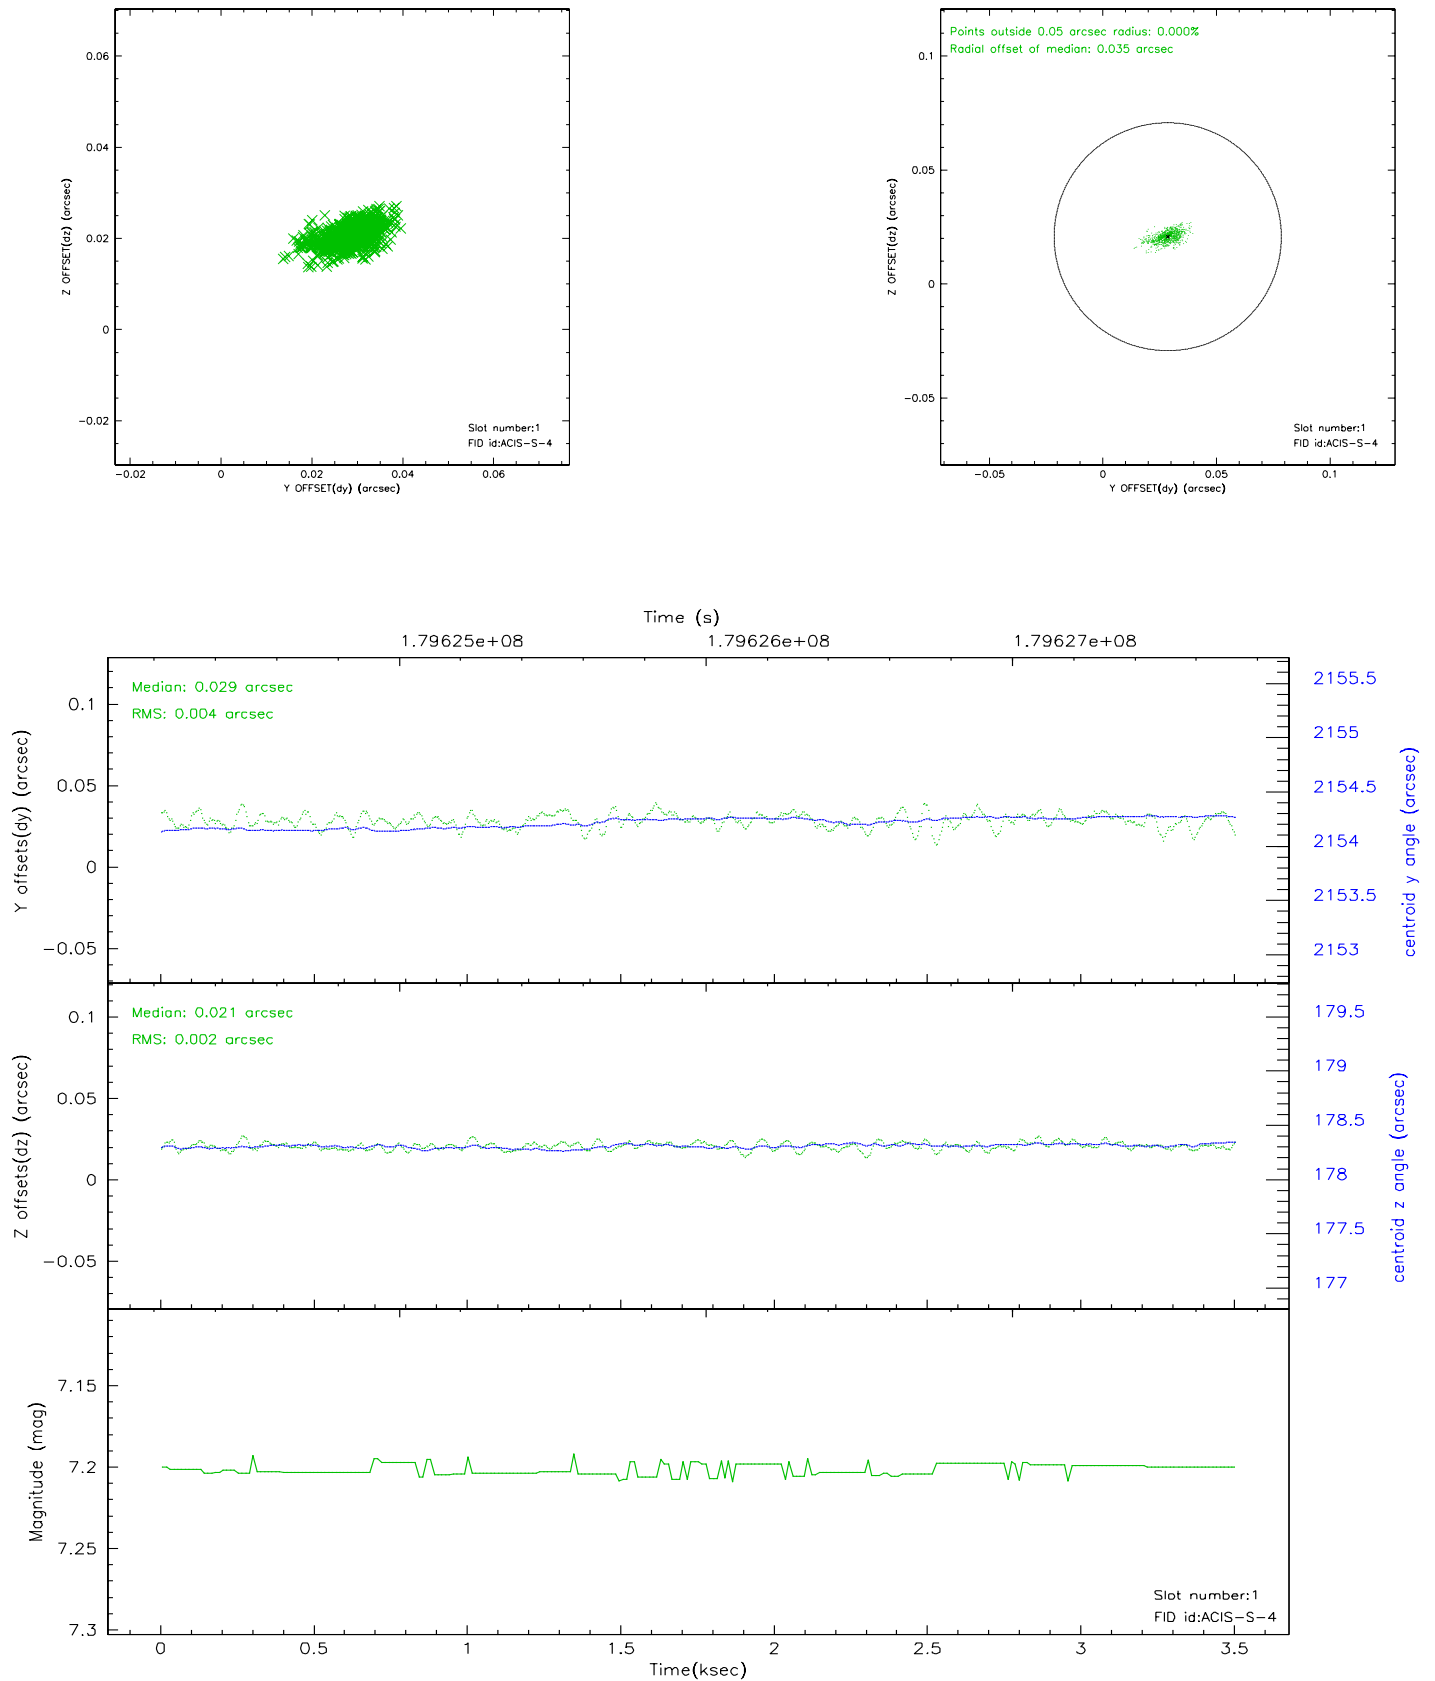 0.06
0.04
0.02
0
-0.02
Z OFFSET(dz) (arcsec)
Slot number:1
FID id:ACIS-S-4
-0.02 0 0.02 0.04 0.06
Y OFFSET(dy) (arcsec)
Points outside 0.05 arcsec radius: 0.000%
Radial offset of median: 0.035 arcsec
0.1
0.05
0
-0.05
Z OFFSET(dz) (arcsec)
Slot number:1
FID id:ACIS-S-4
-0.05 0 0.05 0.1
Y OFFSET(dy) (arcsec)
Time (s)
1.79625e+08 1.79626e+08 1.79627e+08
Median: 0.029 arcsec
RMS: 0.004 arcsec
0.1
0.05
0
-0.05
Y offsets(dy) (arcsec)
2155.5
2155
2154.5
2154
2153.5
2153
centroid y angle (arcsec)
Median: 0.021 arcsec
RMS: 0.002 arcsec
0.1
0.05
0
-0.05
Z offsets(dz) (arcsec)
179.5
179
178.5
178
177.5
177
centroid z angle (arcsec)
7.15
7.2
7.25
7.3
Magnitude (mag)
Slot number:1
FID id:ACIS-S-4
0 0.5 1 1.5 2 2.5 3 3.5
Time(ksec)